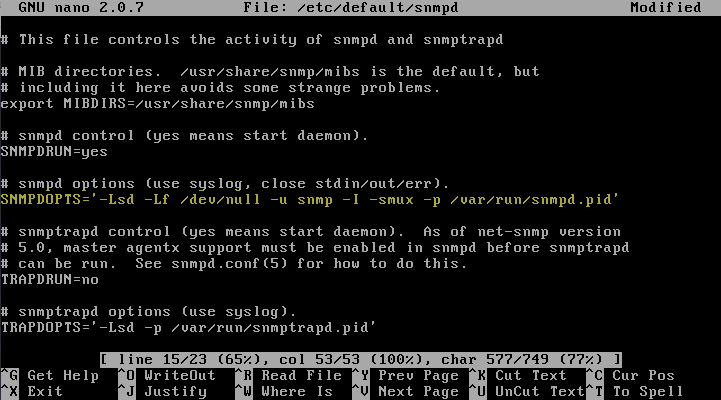 GNU nano 2.0.7 File: /etc/default/snmpd Modified
# This file controls the activity of snmpd and snmptrapd
# MIB directories.  /usr/share/snmp/mibs is the default, but
# including it here avoids some strange problems.
export MIBDIRS=/usr/share/snmp/mibs
# snmpd control (yes means start daemon).
SNMPDRUN=yes
# snmpd options (use syslog, close stdin/out/err).
SNMPDOPTS='-Lsd -Lf /dev/null -u snmp -I -smux -p /var/run/snmpd.pid'
# snmptrapd control (yes means start daemon).  As of net-snmp version
# 5.0, master agentx support must be enabled in snmpd before snmptrapd
# can be run.  See snmpd.conf(5) for how to do this.
TRAPDRUN=no
# snmptrapd options (use syslog).
TRAPDOPTS='-Lsd -p /var/run/snmptrapd.pid'
[ line 15/23 (65%), col 53/53 (100%), char 577/749 (77%) ]
^G Get Help ^O WriteOut ^R Read File ^Y Prev Page ^K Cut Text ^C Cur Pos
^X Exit ^J Justify ^W Where Is ^V Next Page ^U UnCut Text ^T To Spell